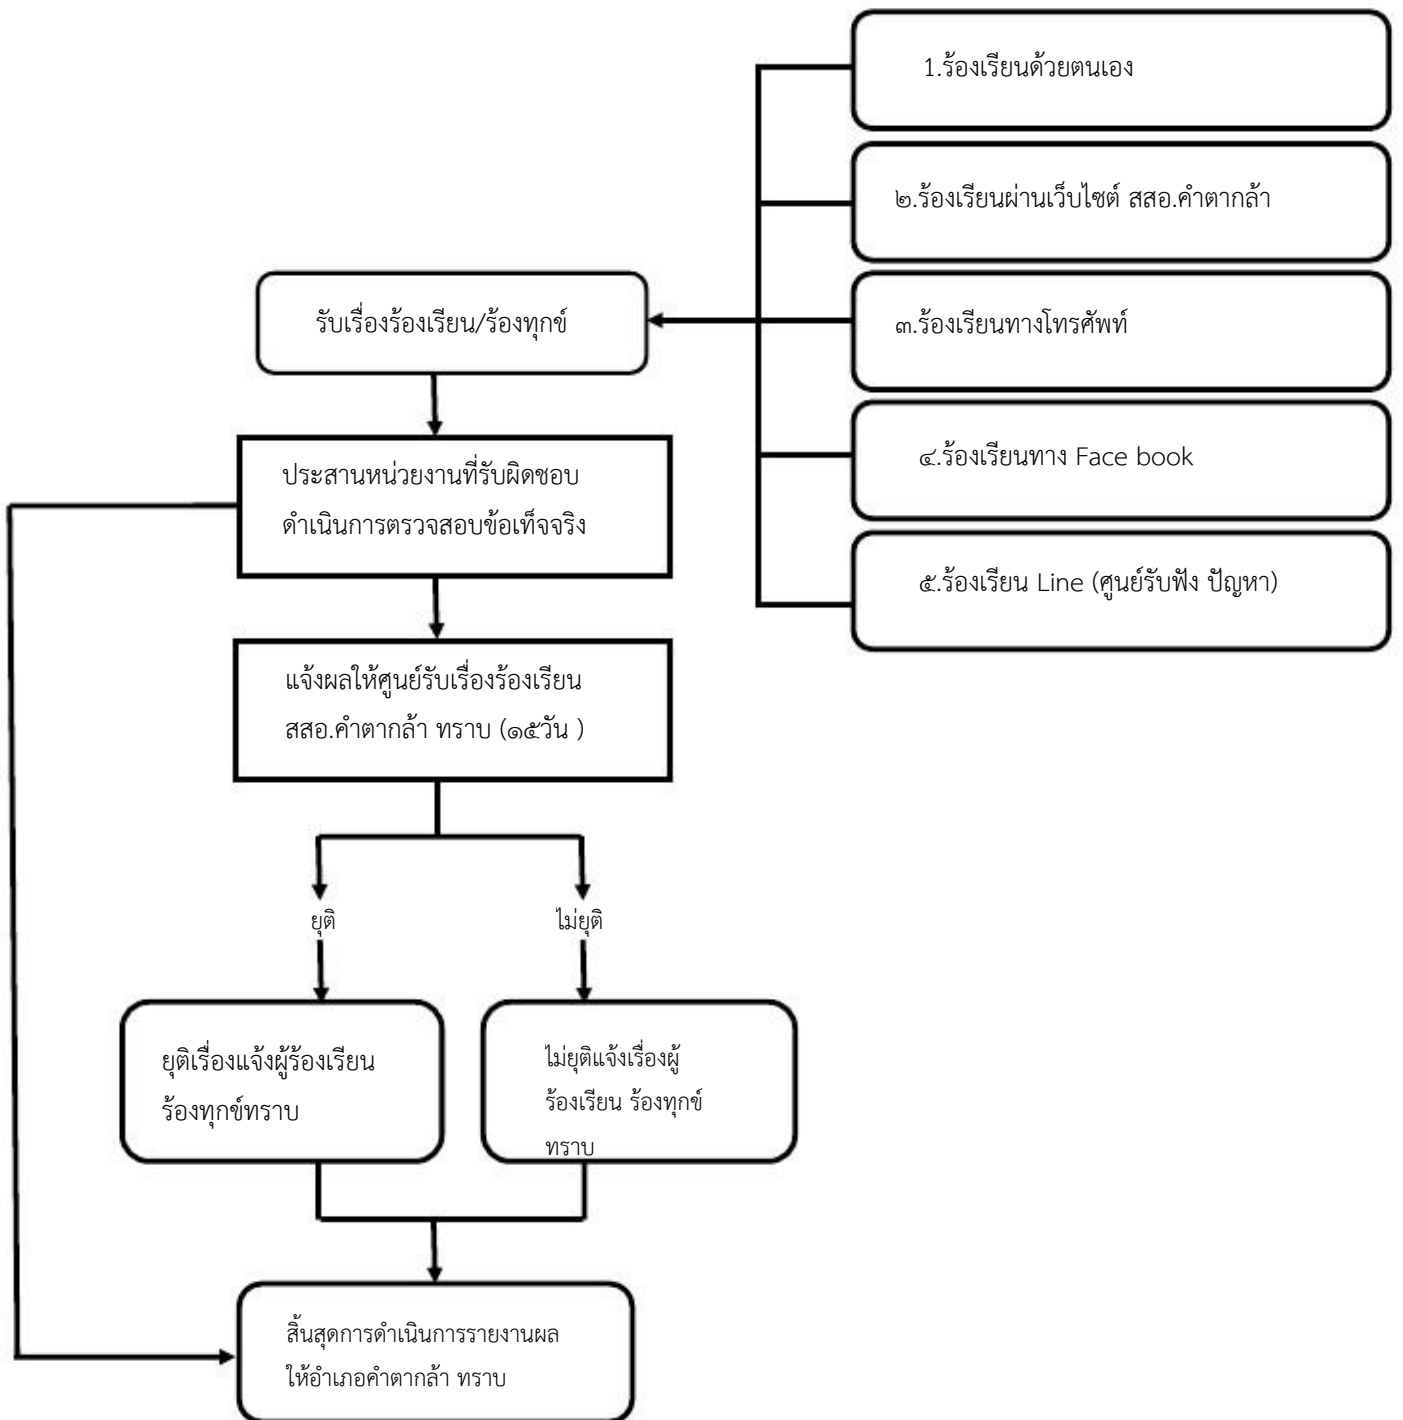 1.ร้องเรียนด้วยตนเอง
๒.ร้องเรียนผ่านเว็บไซต์ สสอ.คำตากล้า
รับเรื่องร้องเรียน/ร้องทุกข์
๓.ร้องเรียนทางโทรศัพท์
๔.ร้องเรียนทาง Face book
ประสานหน่วยงานที่รับผิดชอบ
ดำเนินการตรวจสอบข้อเท็จจริง
๕.ร้องเรียน Line (ศูนย์รับฟัง ปัญหา)
แจ้งผลให้ศูนย์รับเรื่องร้องเรียน
สสอ.คำตากล้า ทราบ (๑๕วัน )
ยุติ
ไม่ยุติ
ยุติเรื่องแจ้งผู้ร้องเรียน
ร้องทุกข์ทราบ
ไม่ยุติแจ้งเรื่องผู้
ร้องเรียน ร้องทุกข์
ทราบ
สิ้นสุดการดำเนินการรายงานผล
ให้อำเภอคำตากล้า ทราบ